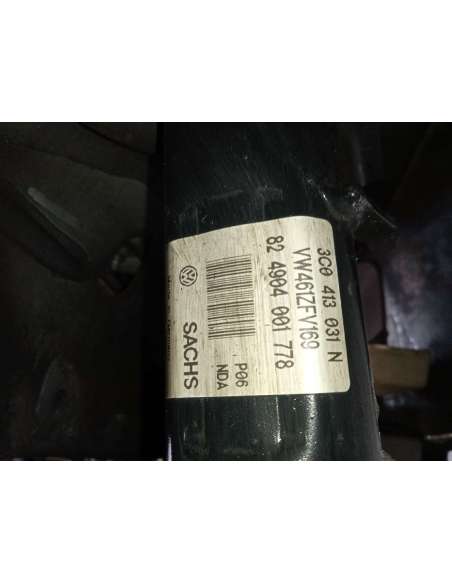 3C0 413 031 N
VW461ZFV169
82 4904 001 778
P06
NDA
SACHS